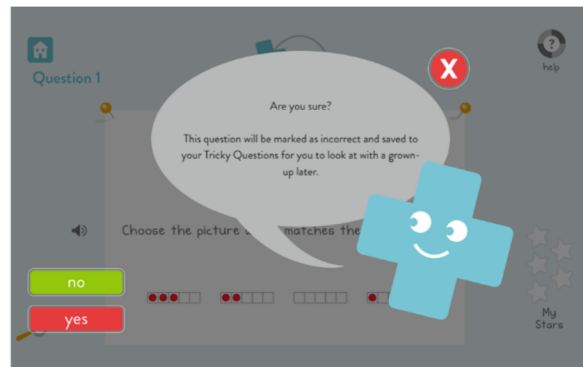 Question 1
?
help
X
Are you sure?
This question will be marked as incorrect and saved to
your Tricky Questions for you to look at with a grown-
up later.
Choose the picture matches the
no
yes
My
Stars